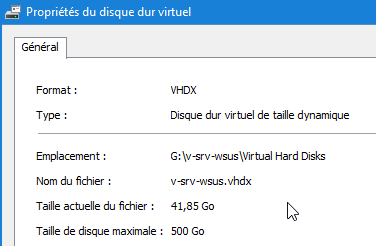 Propriétés du disque dur virtuel
Général
Format : VHDX
Type : Disque dur virtuel de taille dynamique
Emplacement : G:\v-srv-wsus\Virtual Hard Disks
Nom du fichier : v-srv-wsus.vhdx
Taille actuelle du fichier : 41,85 Go
Taille de disque maximale : 500 Go